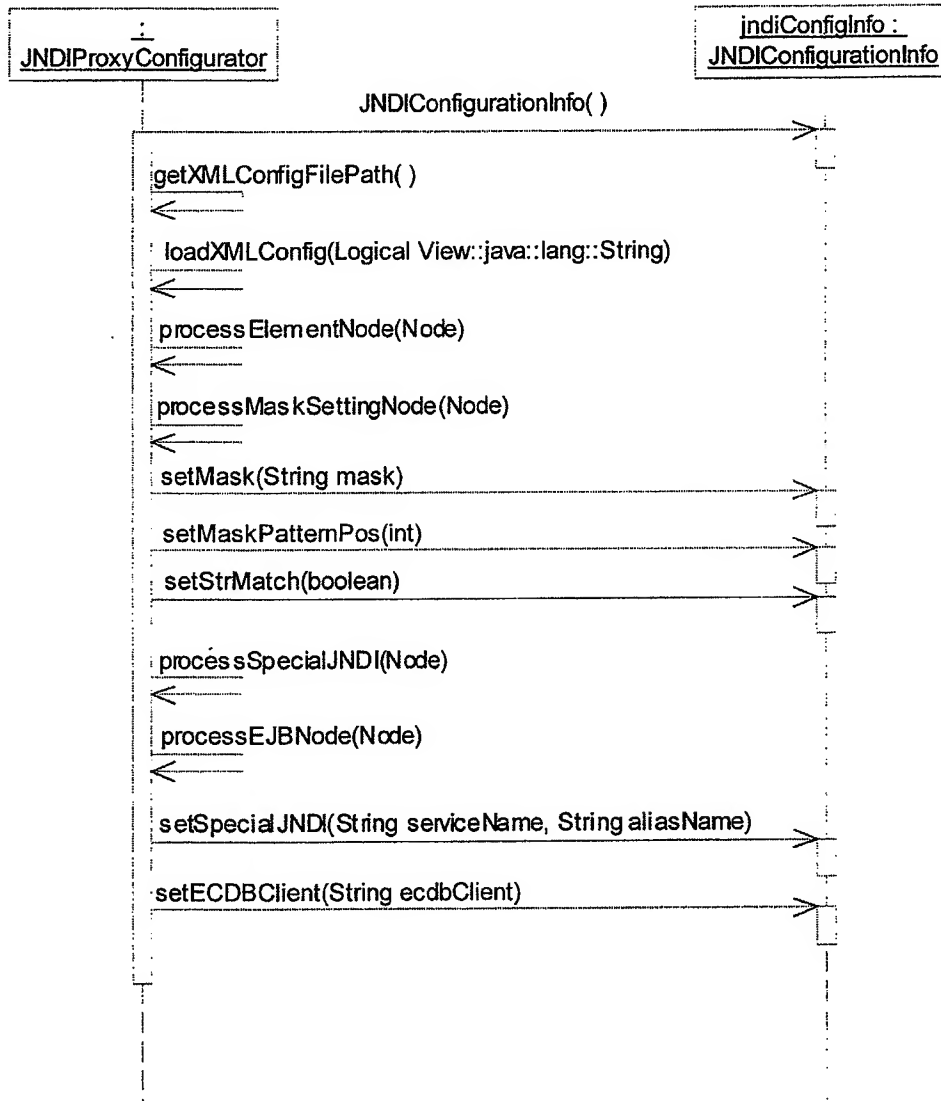 :
JNDIProxyConfigurator
jndiConfigInfo :
JNDIConfigurationInfo
JNDIConfigurationInfo( )
getXMLConfigFilePath( )
loadXMLConfig(Logical View::java::lang::String)
processElementNode(Node)
processMaskSettingNode(Node)
setMask(String mask)
setMaskPatternPos(int)
setStrMatch(boolean)
processSpecialJNDI(Node)
processEJBNode(Node)
setSpecialJNDI(String serviceName, String aliasName)
setECDBClient(String ecdbClient)